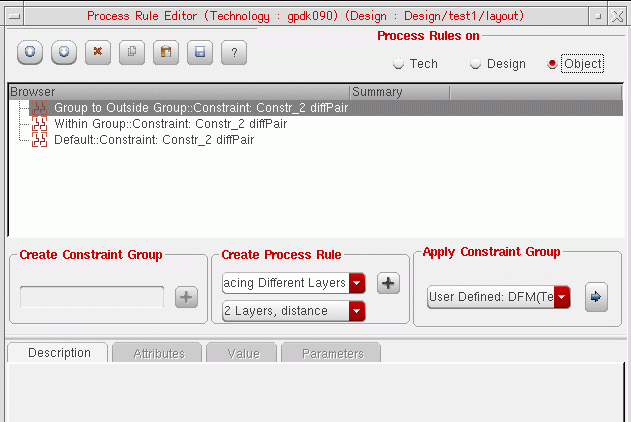 Process Rule Editor (Technology : gpdk090) (Design : Design/test1/layout)
Process Rules on
?
Tech
Design
Object
Browser
Summary
Group to Outside Group::Constraint: Constr_2 diffPair
Within Group::Constraint: Constr_2 diffPair
Default::Constraint: Constr_2 diffPair
Create Constraint Group
Create Process Rule
Apply Constraint Group
acing Different Layers
User Defined: DFM(Te
2 Layers, distance
Description
Attributes
Value
Parameters